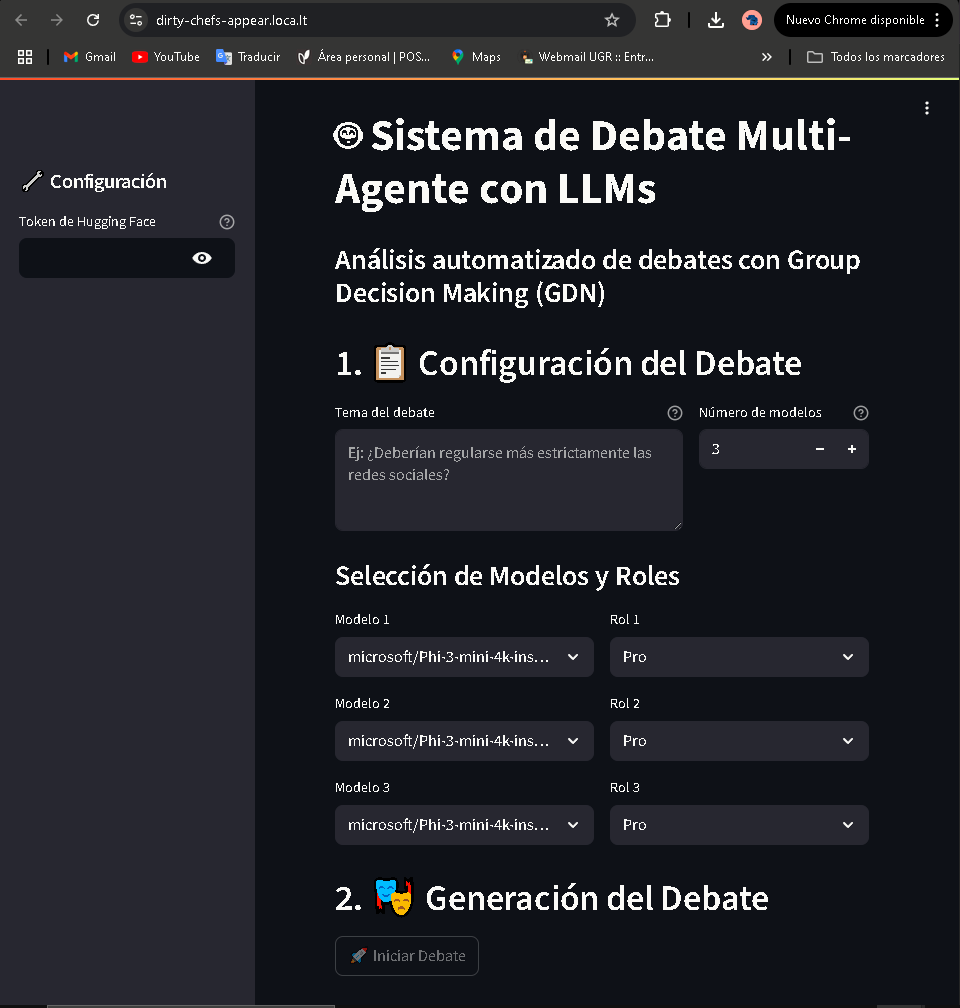 dirty-chefs-appear.loca.lt
Nuevo Chrome disponible
Gmail
YouTube
Traducir
Área personal | POS...
Maps
Webmail UGR :: Entr...
Todos los marcadores
Configuración
Token de Hugging Face
Sistema de Debate Multi-
Agente con LLMs
Análisis automatizado de debates con Group
Decision Making (GDN)
1. Configuración del Debate
Tema del debate
Número de modelos
Ej: ¿Deberían regularse más estrictamente las
redes sociales?
3
Selección de Modelos y Roles
Modelo 1
Rol 1
microsoft/Phi-3-mini-4k-ins...
Pro
Modelo 2
Rol 2
microsoft/Phi-3-mini-4k-ins...
Pro
Modelo 3
Rol 3
microsoft/Phi-3-mini-4k-ins...
Pro
2. Generación del Debate
Iniciar Debate